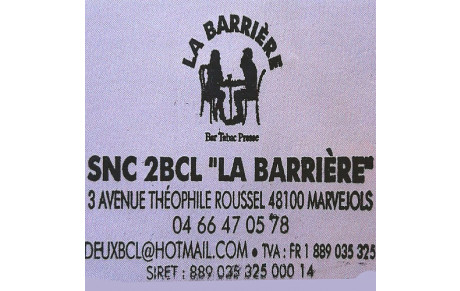 LA BARRIÈRE
Bar Tabac Presse
SNC 2BCL "LA BARRIÈRE"
3 AVENUE THÉOPHILE ROUSSEL 48100 MARVEJOLS
04 66 47 05 78
DEUXBCL@HOTMAIL.COM • TVA : FR 1 889 035 325
SIRET : 889 035 325 000 14